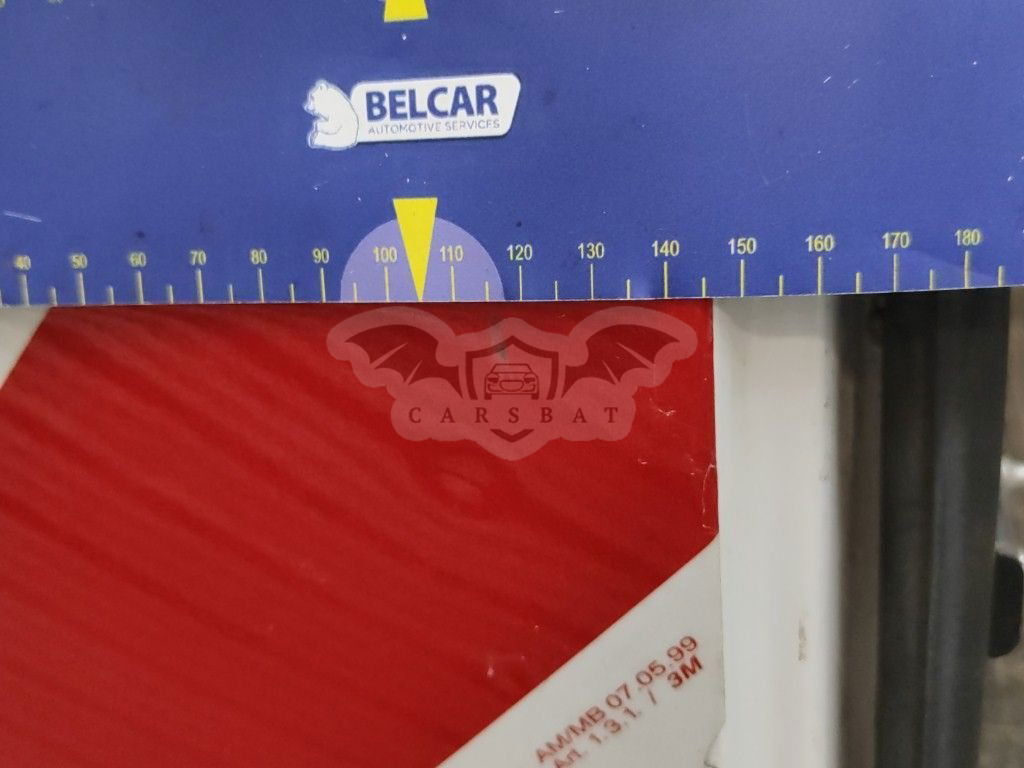 BELCAR
AUTOMOTIVE SERVICES
40 50 60 70 80 90 100 110 120 130 140 150 160 170 180
CARSBAT
AM/MB 07.05.99
Art. 1.3.1. / 3M